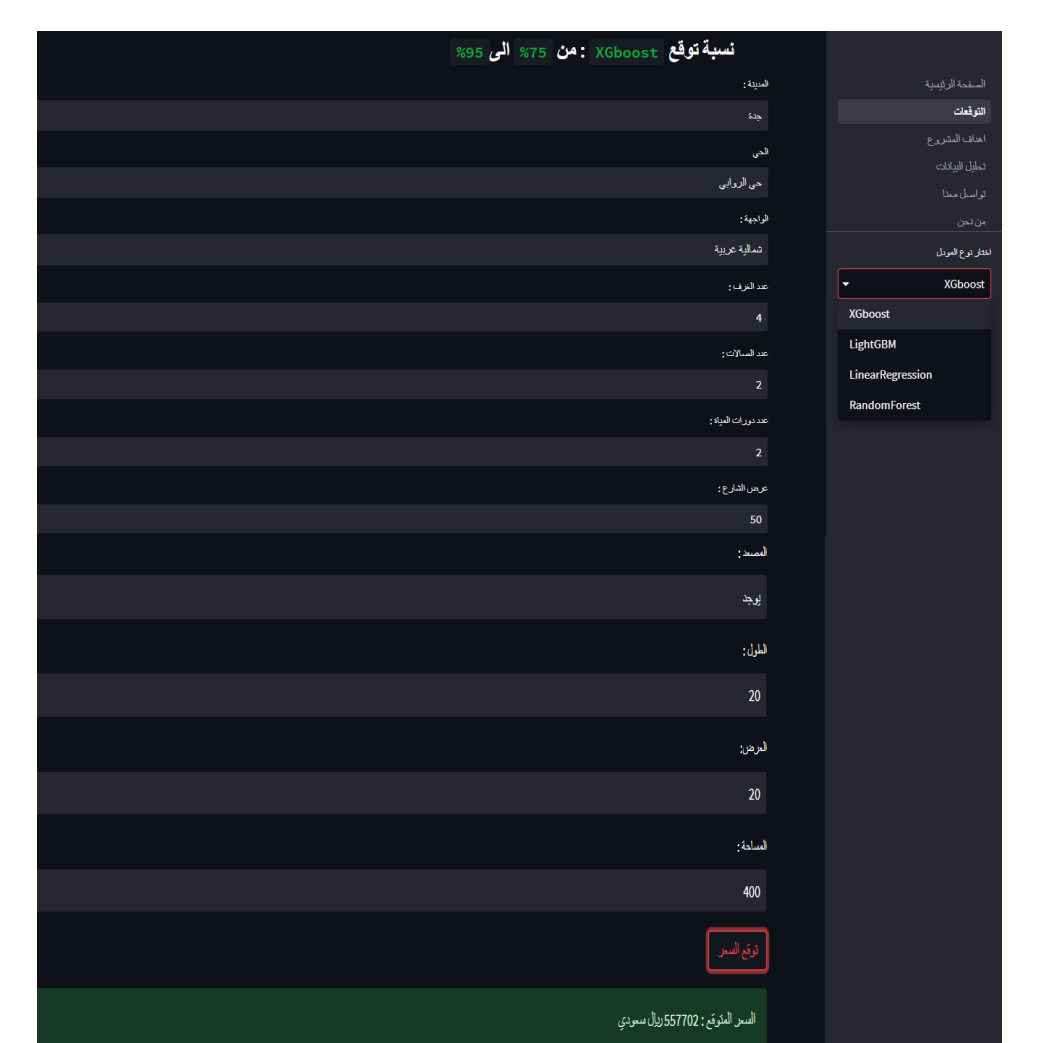 نسبة توقع XGboost : من 75% الى 95%
المدينة :
جدة
الحي
حي الروابي
الواجهة :
شمالية غربية
عدد الغرف :
4
عدد الصالات :
2
عدد دورات المياة :
2
عرض الشارع :
50
المصعد :
يوجد
الطول :
20
العرض:
20
المساحة :
400
توقع السعر
السعر المتوقع : 557702 ريال سعودي
الصفحة الرئيسية
التوقعات
اهداف المشروع
تحليل البيانات
تواصل معنا
من نحن
اختار نوع المودل
XGboost
XGboost
LightGBM
LinearRegression
RandomForest